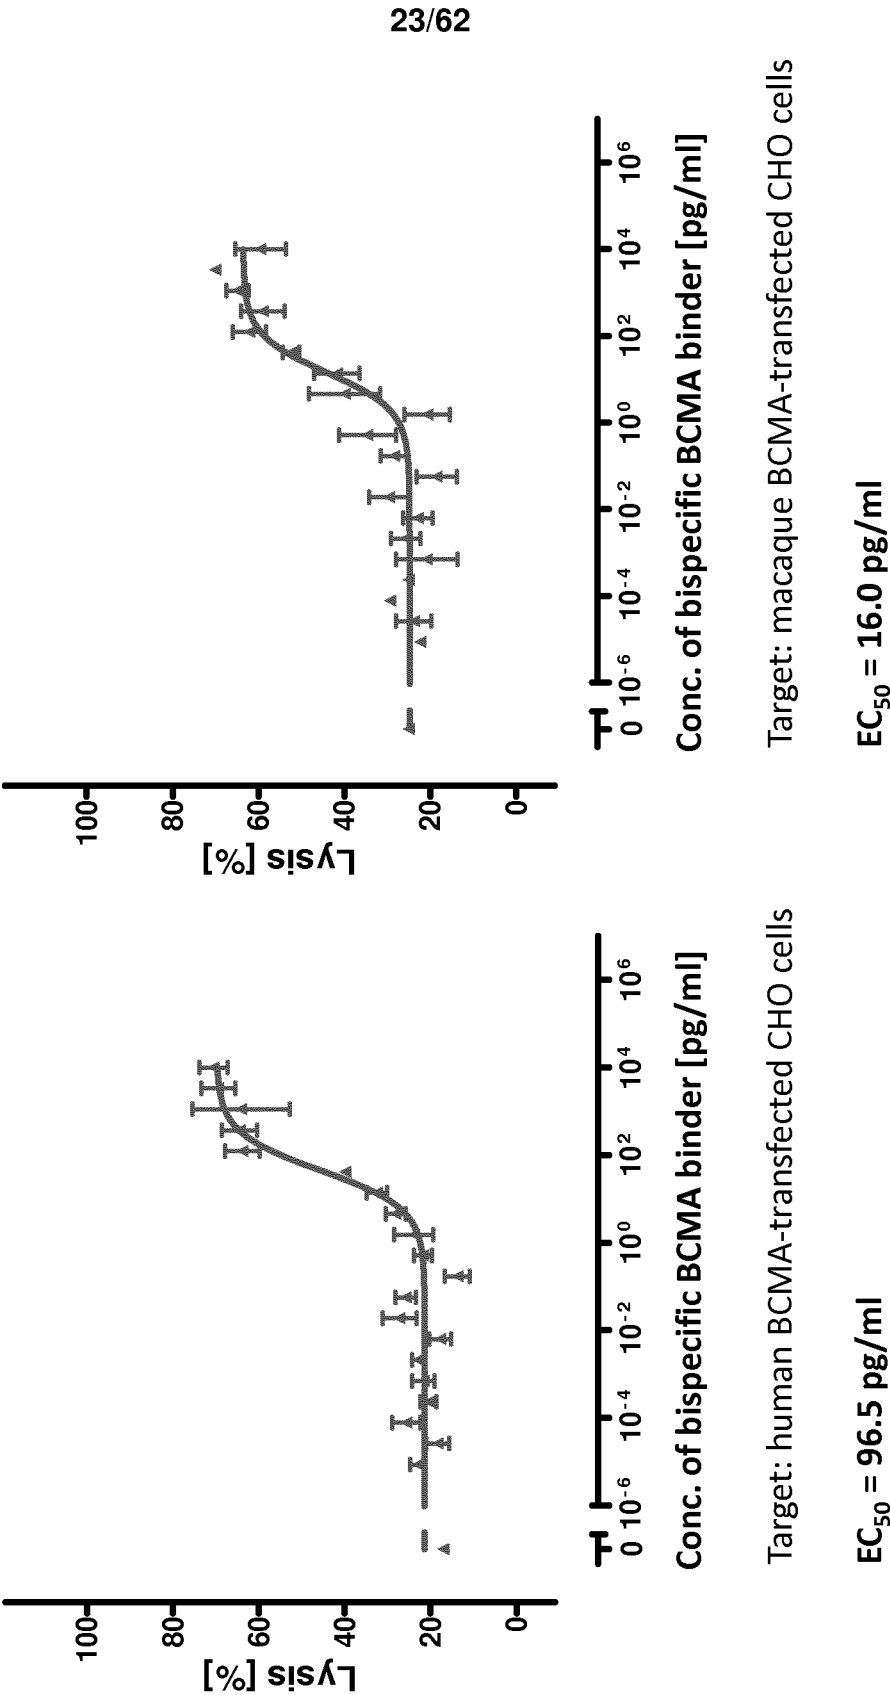 23/62
Lysis [%]
100
80
60
40
20
0
0 10-6 10-4 10-2 100 102 104 106
Conc. of bispecific BCMA binder [pg/ml]
Target: human BCMA-transfected CHO cells
EC50 = 96.5 pg/ml
Lysis [%]
100
80
60
40
20
0
0 10-6 10-4 10-2 100 102 104 106
Conc. of bispecific BCMA binder [pg/ml]
Target: macaque BCMA-transfected CHO cells
EC50 = 16.0 pg/ml